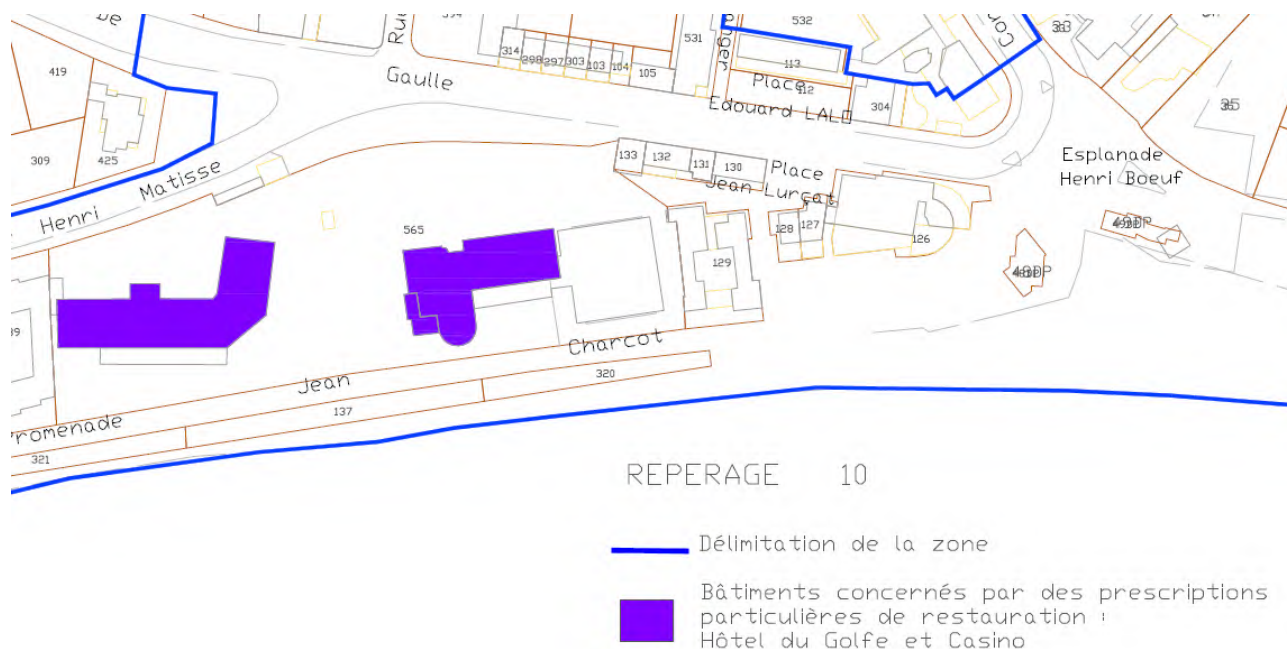 394
532
531
314
298
297
303
103
104
105
113
Place
112
Edouard LALO
304
419
309
425
Gaulle
Henri Matisse
133
132
131
130
Place
Jean Lurçat
Esplanade
Henri Boeuf
35
565
128
127
126
129
Charcot
Jean
320
137
Promenade
321
REPERAGE 10
Délimitation de la zone
Bâtiments concernés par des prescriptions
particulières de restauration :
Hôtel du Golfe et Casino